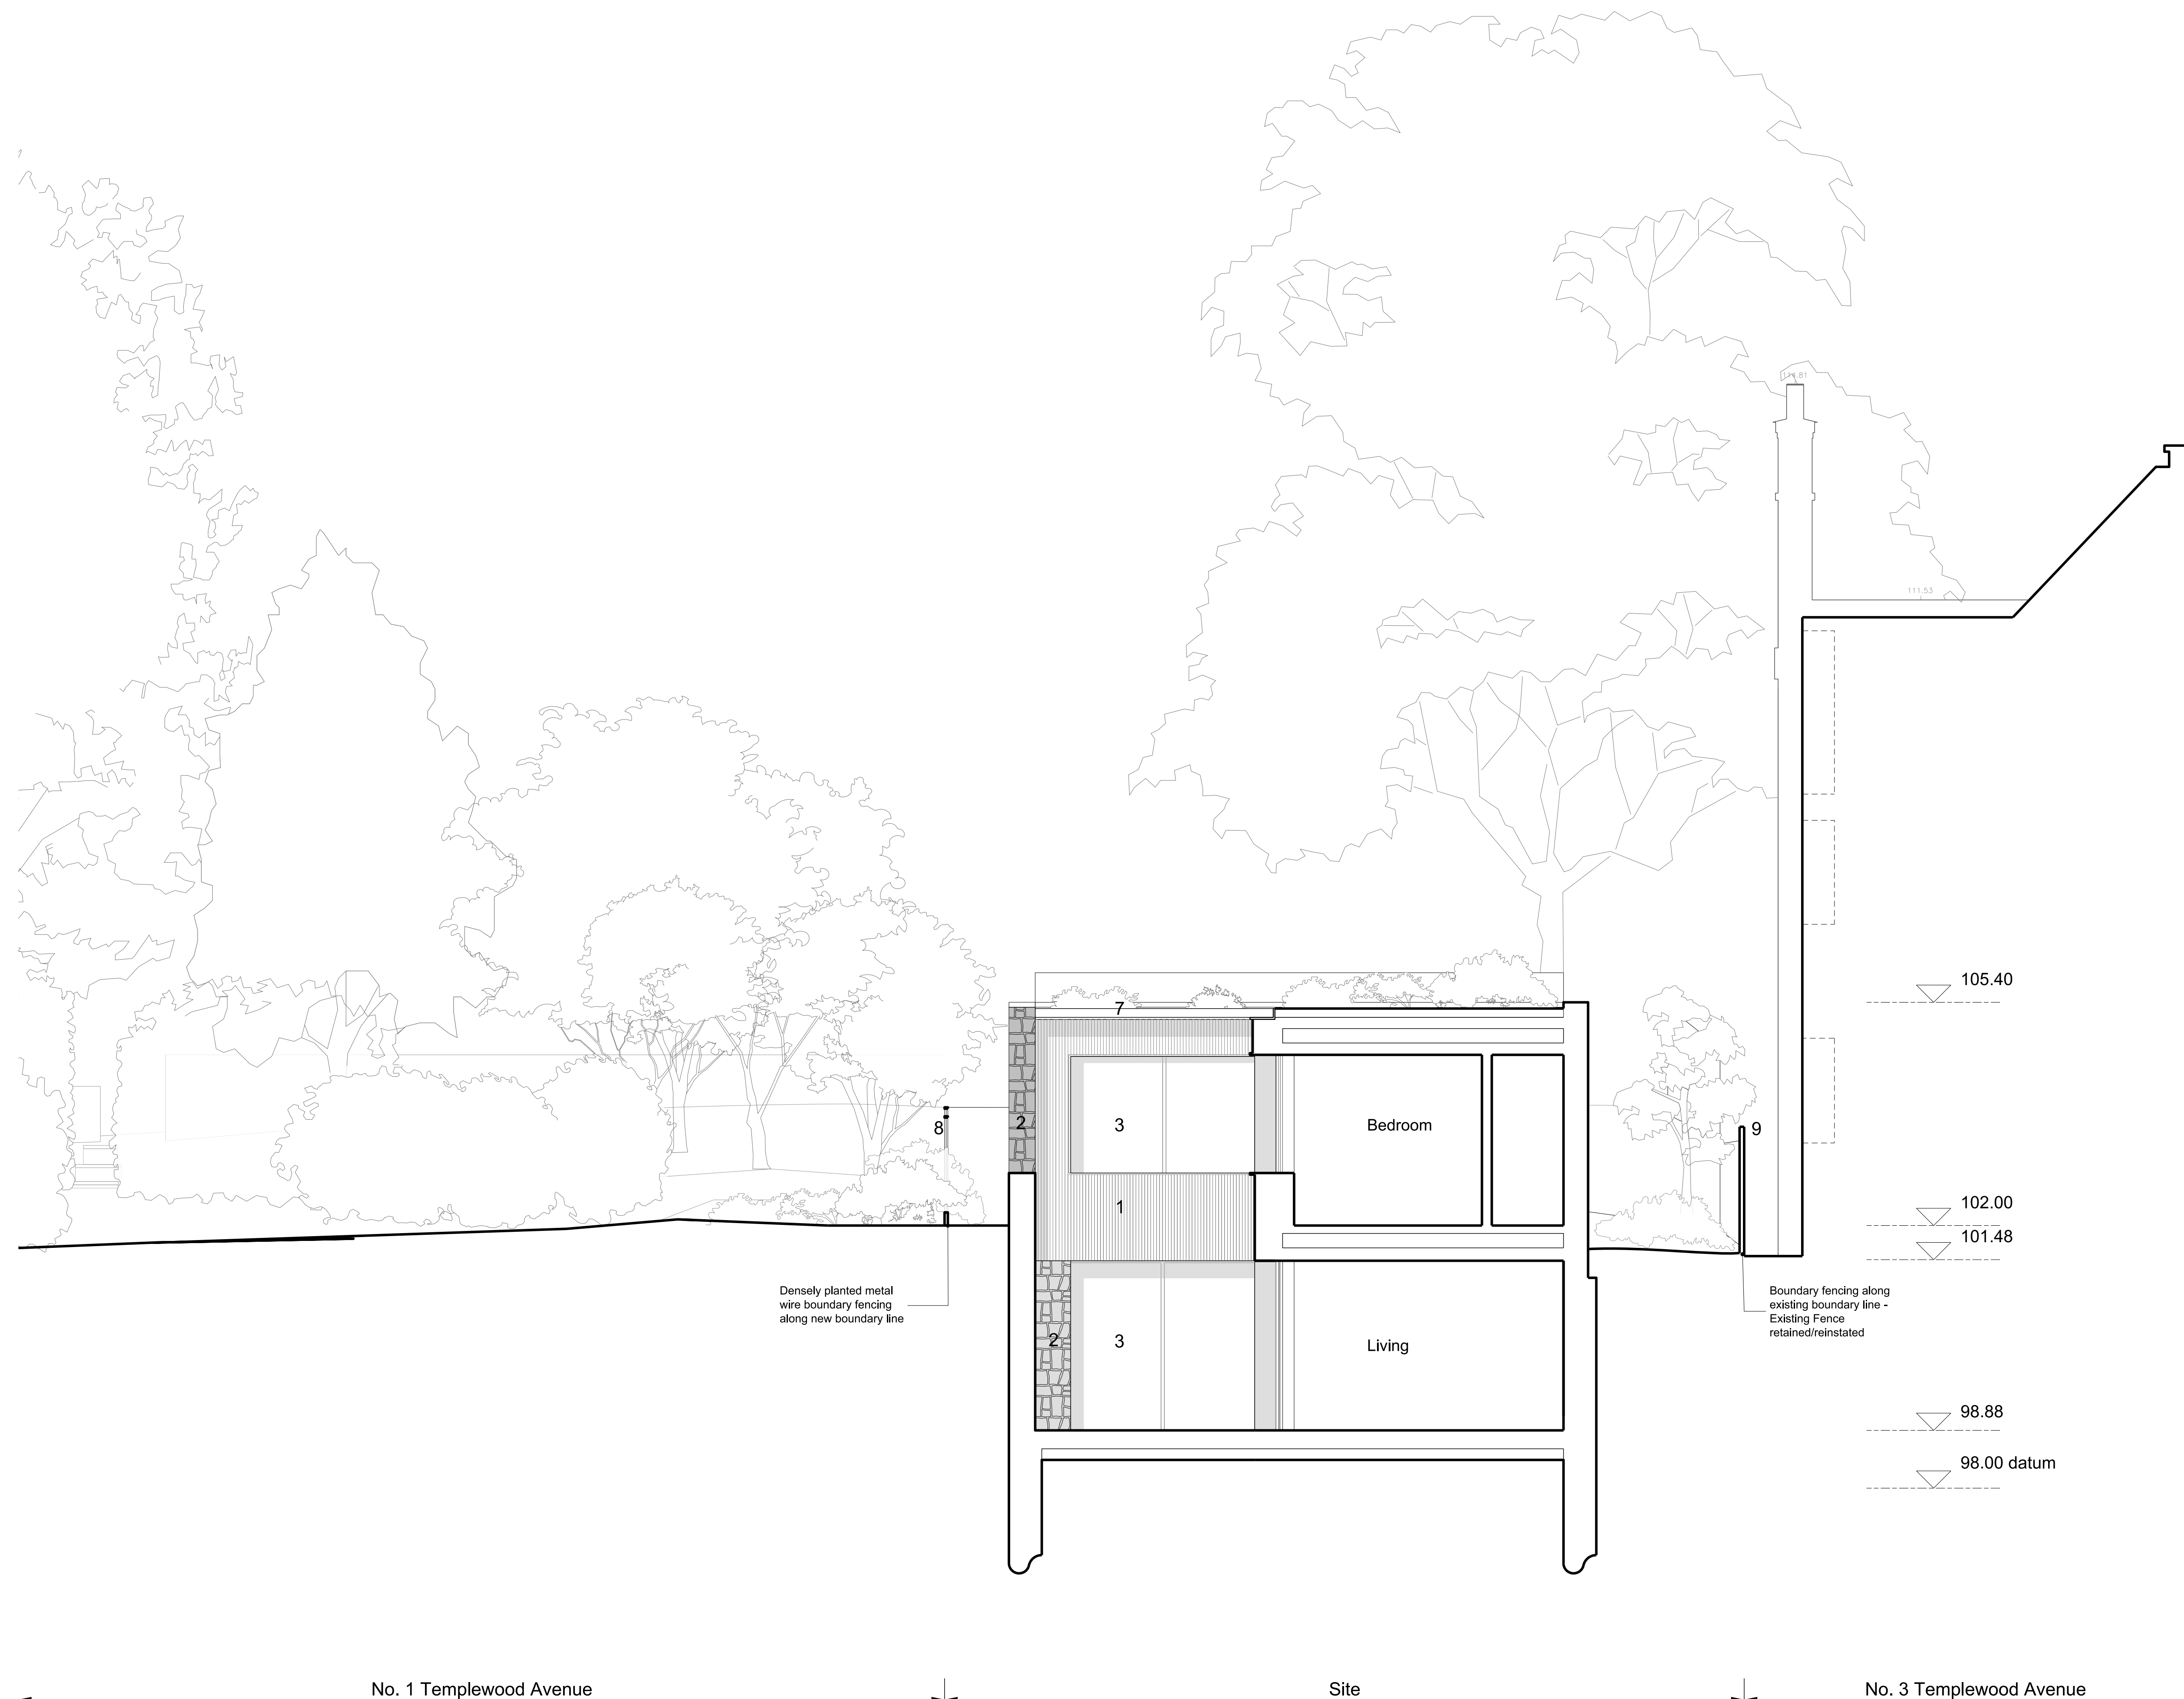 111.53
105.40
7
2
3
Bedroom
8
9
1
102.00
101.48
Densely planted metal
wire boundary fencing
along new boundary line
Boundary fencing along
existing boundary line -
Existing Fence
retained/reinstated
2
3
Living
98.88
98.00 datum
No. 1 Templewood Avenue
Site
No. 3 Templewood Avenue